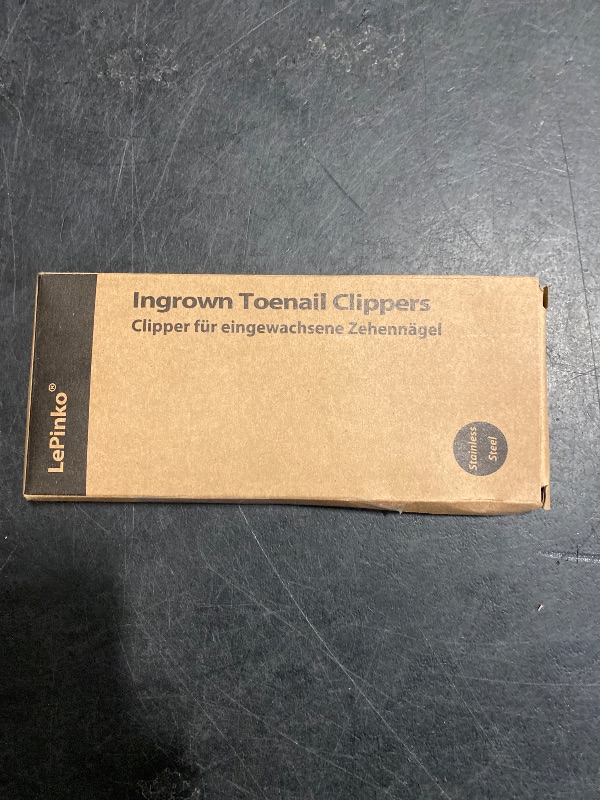 Ingrown Toenail Clippers
Clipper für eingewachsene Zehennägel
LePinko®
Stainless
Steel